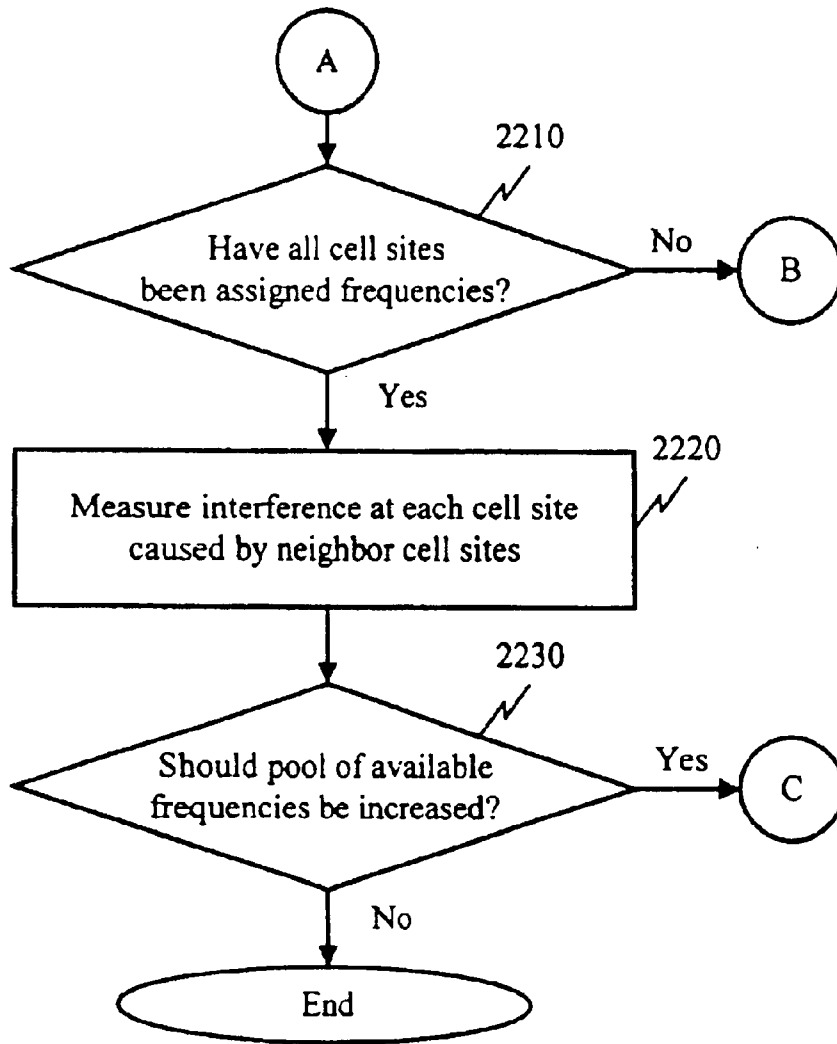 A
2210
Have all cell sites
been assigned frequencies?
No
B
Yes
2220
Measure interference at each cell site
caused by neighbor cell sites
2230
Should pool of available
frequencies be increased?
Yes
C
No
End